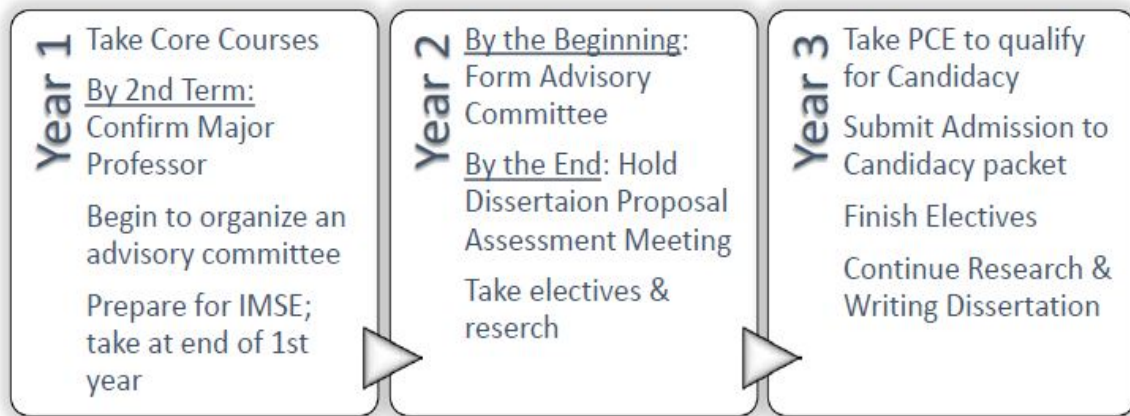 Year 1
Take Core Courses
By 2nd Term:
Confirm Major
Professor
Begin to organize an
advisory committee
Prepare for IMSE;
take at end of 1st
year
Year 2
By the Beginning:
Form Advisory
Committee
By the End: Hold
Dissertaion Proposal
Assessment Meeting
Take electives &
reserch
Year 3
Take PCE to qualify
for Candidacy
Submit Admission to
Candidacy packet
Finish Electives
Continue Research &
Writing Dissertation